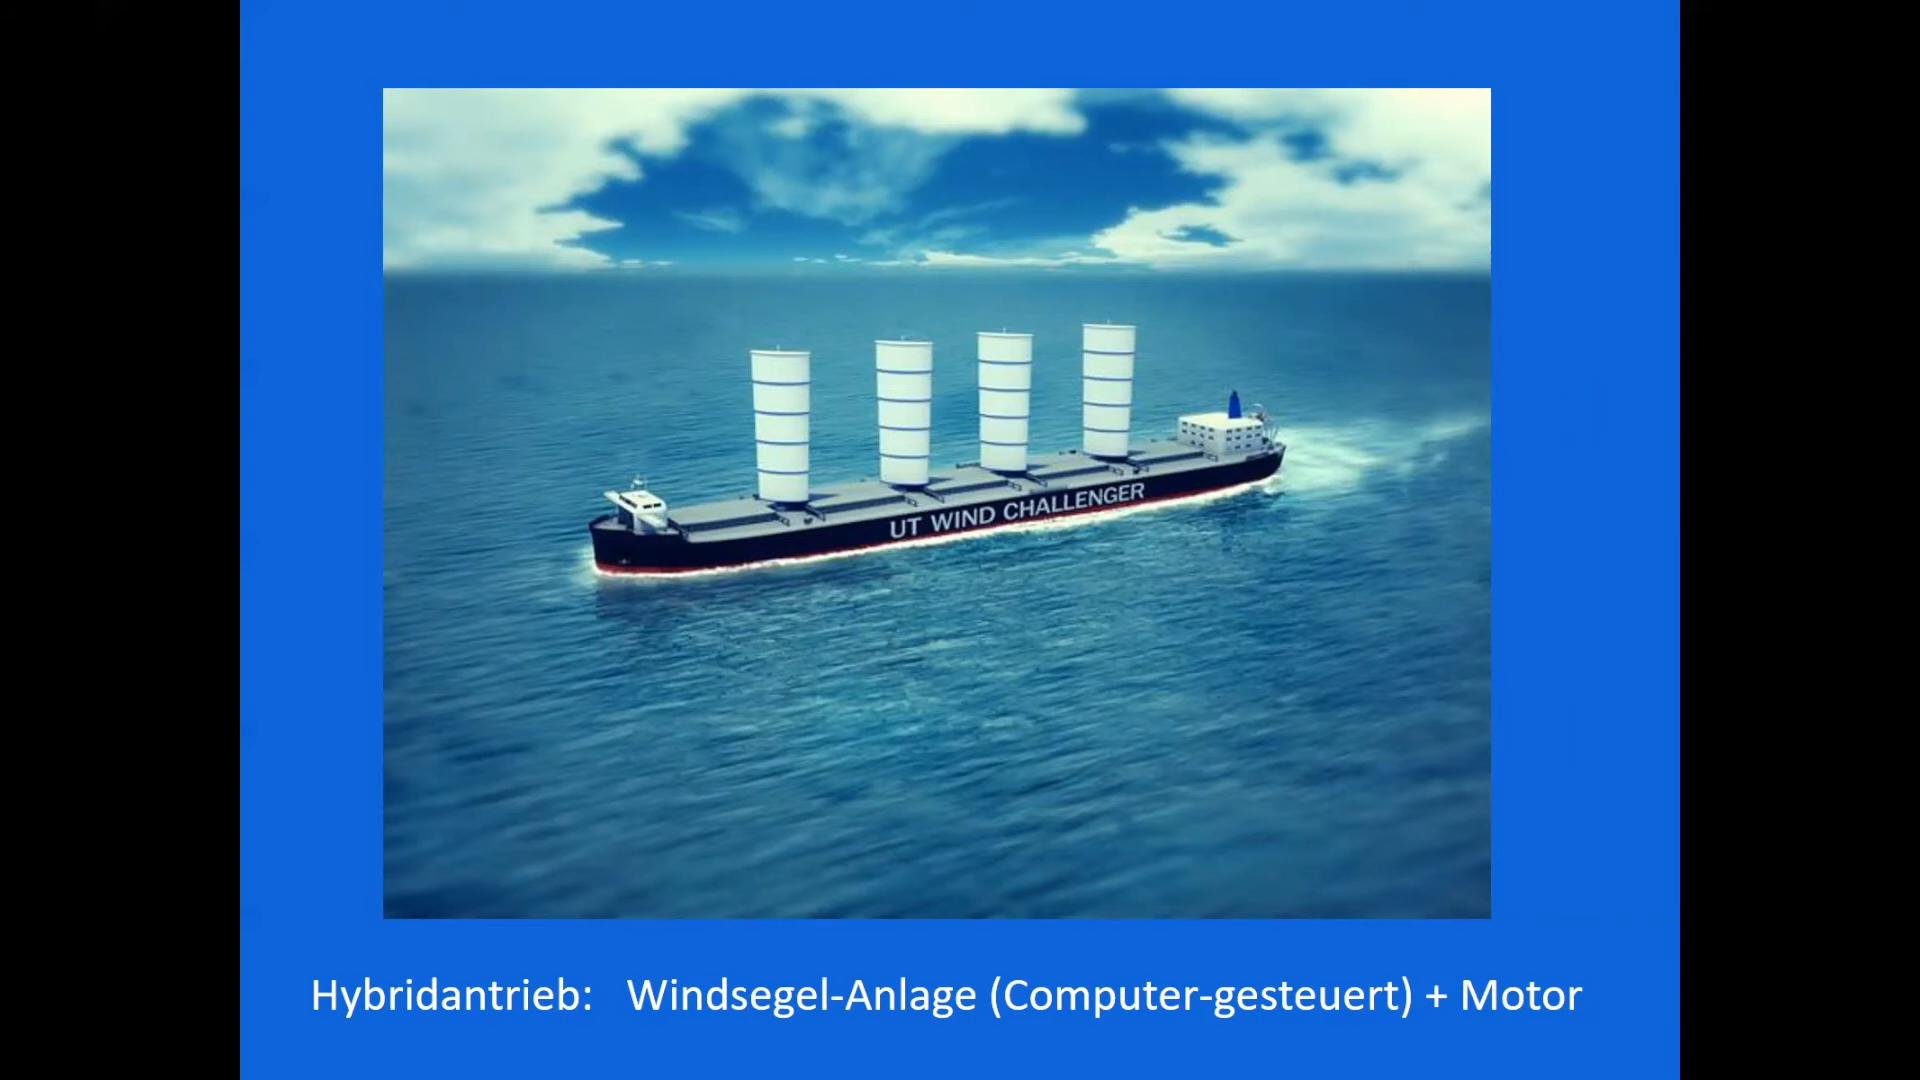 UT WIND CHALLENGER
Hybridantrieb: Windsegel-Anlage (Computer-gesteuert) + Motor